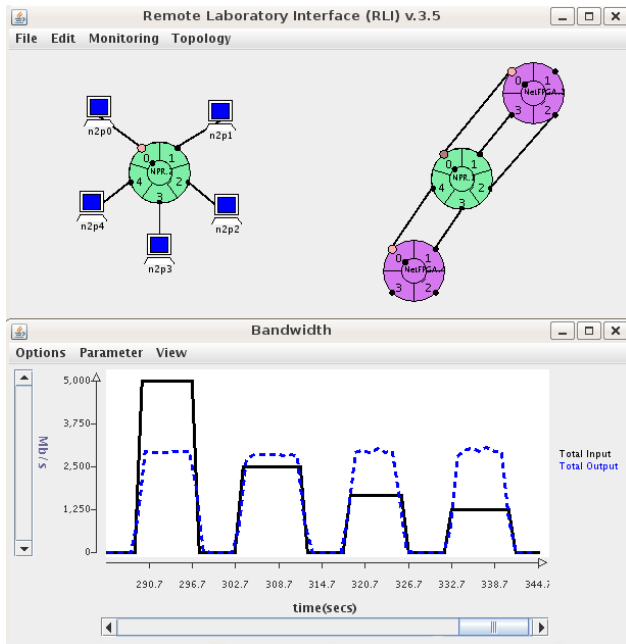 Remote Laboratory Interface (RLI) v.3.5
File Edit Monitoring Topology
n2p0
n2p1
n2p2
n2p3
n2p4
0 1 2 3 4
NPR.2
0 1 2 3
0 1 2 3 4
NPR.
0 1 2 3
Bandwidth
Options Parameter View
Mb/s
5,000
3,750
2,500
1,250
0
Total Input
Total Output
290.7 296.7 302.7 308.7 314.7 320.7 326.7 332.7 338.7 344.7
time(secs)